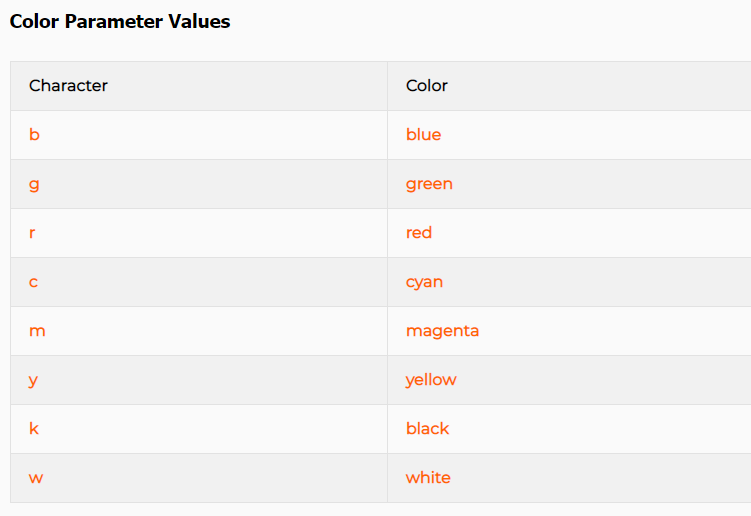 Color Parameter Values
Character Color
b blue
g green
r red
c cyan
m magenta
y yellow
k black
w white